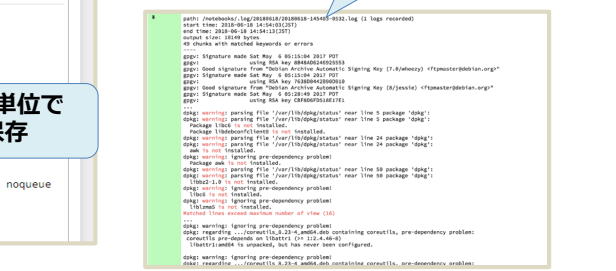 単位で
保存
noqueue
path: /notebooks/.log/20180618/20180618-145403-0532.log (1 logs recorded)
start time: 2018-06-18 14:54:03(JST)
end time: 2018-06-18 14:54:13(JST)
output size: 10149 bytes
49 chunks with matched keywords or errors
----
gpgv: Signature made Sat May  6 05:15:04 2017 PDT
gpgv:                using RSA key 8B48AD6246925553
gpgv: Good signature from "Debian Archive Automatic Signing Key (7.0/wheezy) <ftpmaster@debian.org>"
gpgv: Signature made Sat May  6 05:15:04 2017 PDT
gpgv:                using RSA key 7638D0442B90D010
gpgv: Good signature from "Debian Archive Automatic Signing Key (8/jessie) <ftpmaster@debian.org>"
gpgv: Signature made Sat May  6 05:28:49 2017 PDT
gpgv:                using RSA key CBF8D6FD518E17E1
...
dpkg: warning: parsing file '/var/lib/dpkg/status' near line 5 package 'dpkg':
dpkg: warning: parsing file '/var/lib/dpkg/status' near line 5 package 'dpkg':
Package libc6 is not installed.
Package libdebconfclient0 is not installed.
dpkg: warning: parsing file '/var/lib/dpkg/status' near line 24 package 'dpkg':
dpkg: warning: parsing file '/var/lib/dpkg/status' near line 24 package 'dpkg':
awk is not installed.
dpkg: warning: ignoring pre-dependency problem!
Package awk is not installed.
dpkg: warning: parsing file '/var/lib/dpkg/status' near line 50 package 'dpkg':
dpkg: warning: parsing file '/var/lib/dpkg/status' near line 50 package 'dpkg':
libbz2-1.0 is not installed.
dpkg: warning: ignoring pre-dependency problem!
libc6 is not installed.
dpkg: warning: ignoring pre-dependency problem!
liblzma5 is not installed.
Matched lines exceed maximum number of view (16)
...
dpkg: warning: ignoring pre-dependency problem!
dpkg: regarding .../coreutils_8.23-4_amd64.deb containing coreutils, pre-dependency problem:
coreutils pre-depends on libattr1 (>= 1:2.4.46-8)
libattr1:amd64 is unpacked, but has never been configured.
dpkg: warning: ignoring pre-dependency problem!
dpkg: regarding .../coreutils_8.23-4_amd64.deb containing coreutils, pre-dependency problem: